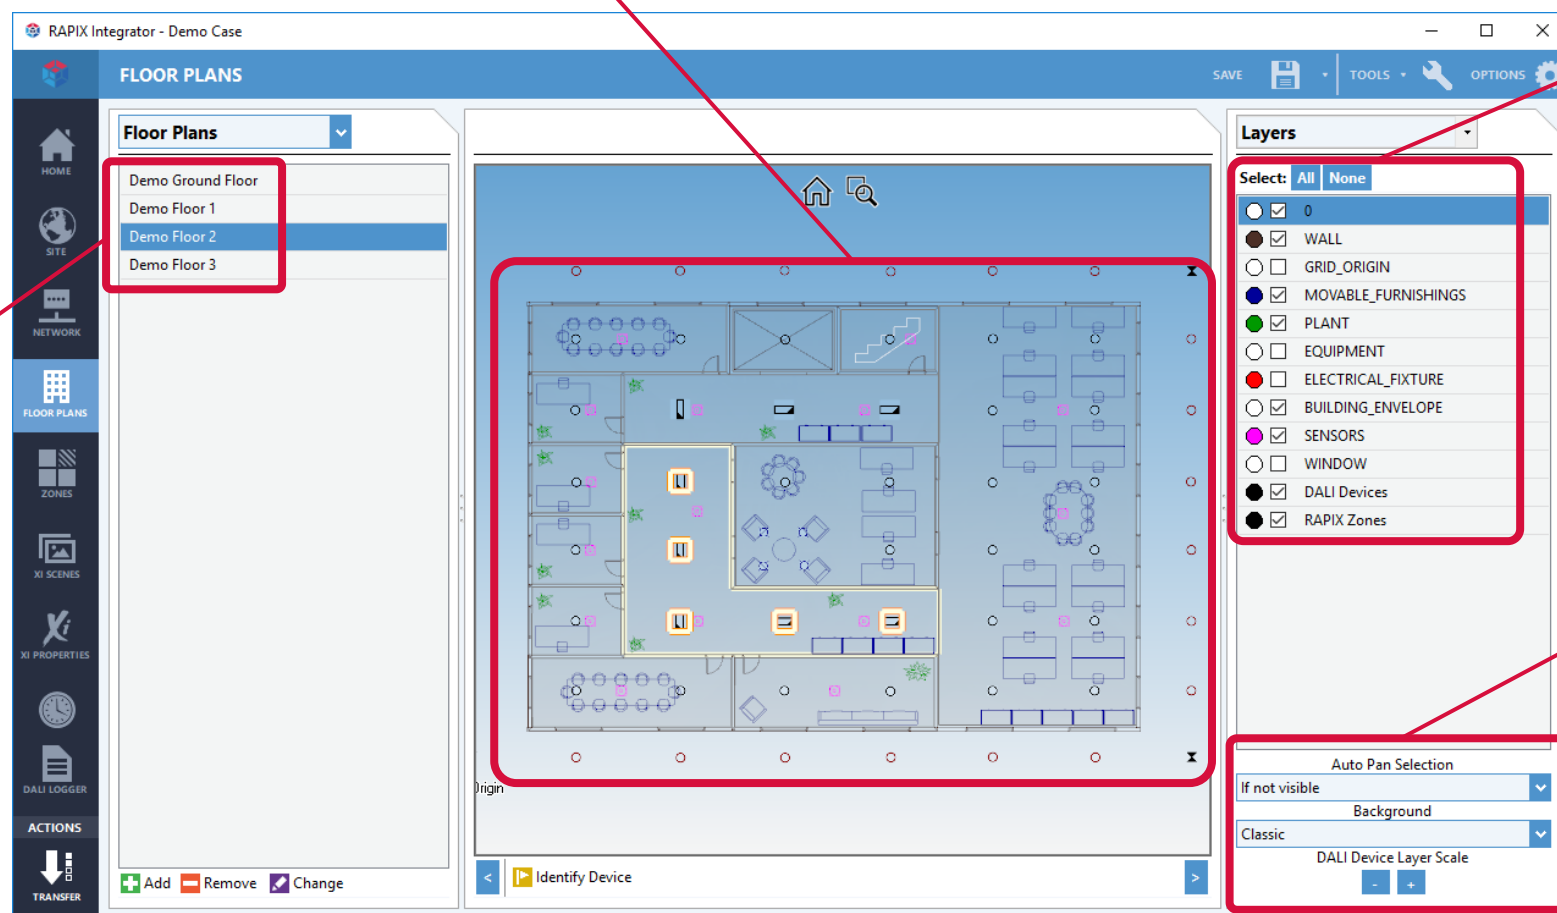 RAPIX Integrator - Demo Case
FLOOR PLANS
SAVE
TOOLS
OPTIONS
HOME
SITE
NETWORK
FLOOR PLANS
ZONES
XI SCENES
Xi
XI PROPERTIES
DALI LOGGER
ACTIONS
TRANSFER
Floor Plans
Demo Ground Floor
Demo Floor 1
Demo Floor 2
Demo Floor 3
Add Remove Change
Origin
< Identify Device >
Layers
Select: All None
0
WALL
GRID_ORIGIN
MOVABLE_FURNISHINGS
PLANT
EQUIPMENT
ELECTRICAL_FIXTURE
BUILDING_ENVELOPE
SENSORS
WINDOW
DALI Devices
RAPIX Zones
Auto Pan Selection
If not visible
Background
Classic
DALI Device Layer Scale
- +